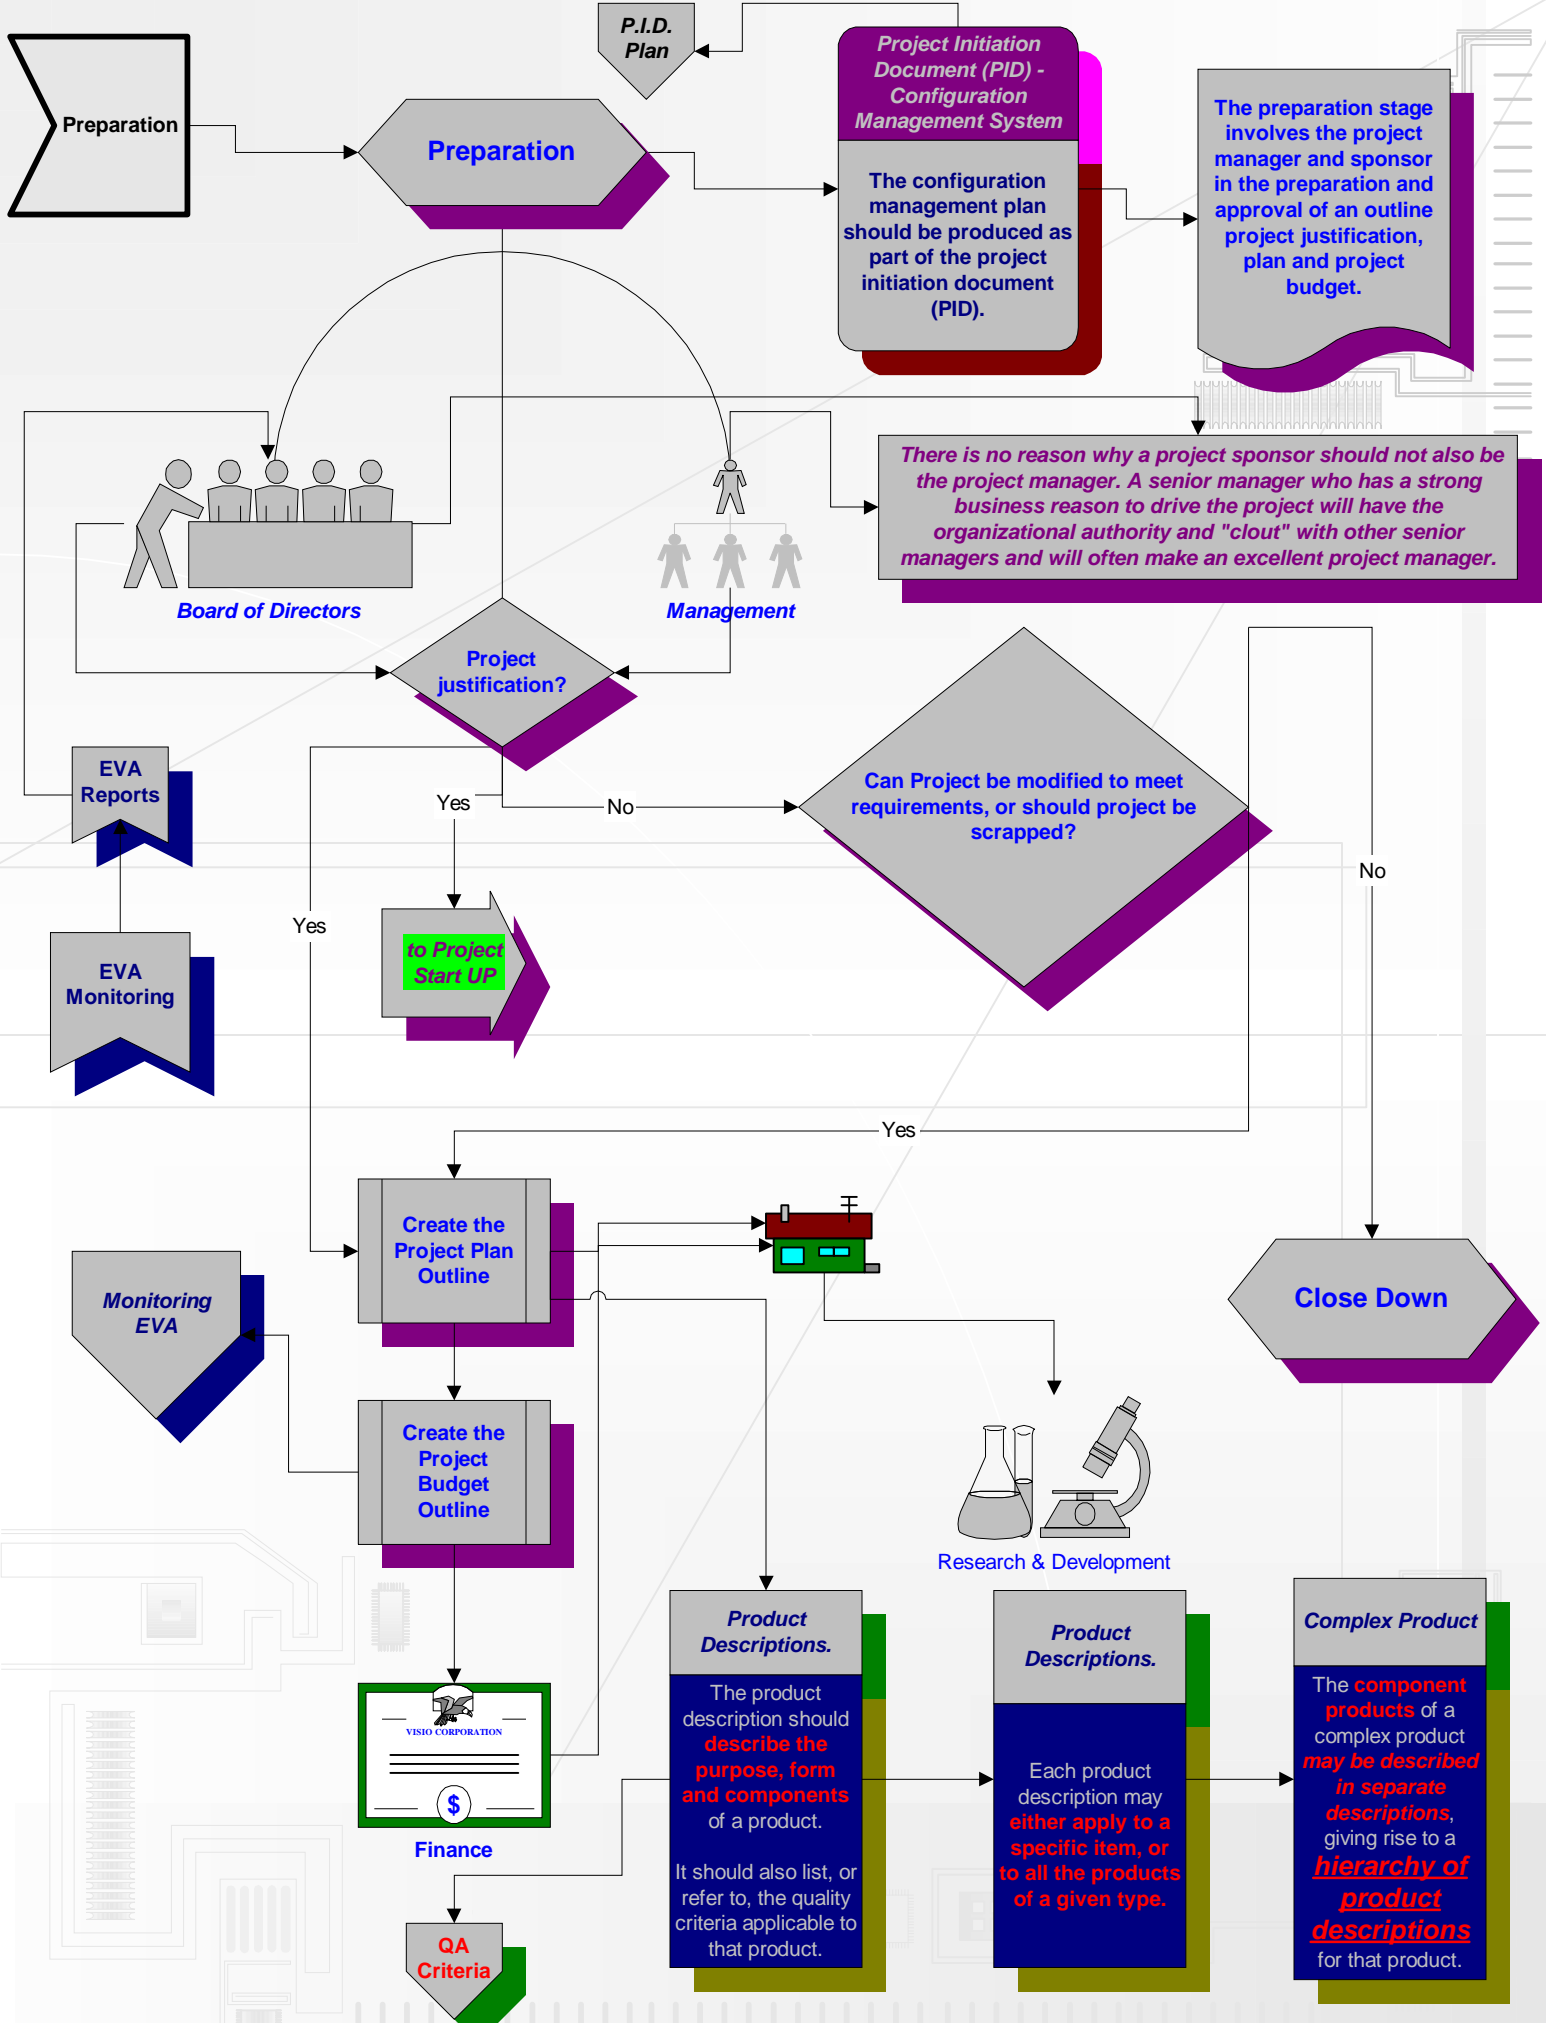 P.I.D.
Plan
Preparation
Preparation
Project Initiation
Document (PID) -
Configuration
Management System
The configuration
management plan
should be produced as
part of the project
initiation document
(PID).
The preparation stage
involves the project
manager and sponsor
in the preparation and
approval of an outline
project justification,
plan and project
budget.
There is no reason why a project sponsor should not also be
the project manager. A senior manager who has a strong
business reason to drive the project will have the
organizational authority and "clout" with other senior
managers and will often make an excellent project manager.
Board of Directors
Management
Project
justification?
EVA
Reports
Yes
No
Can Project be modified to meet
requirements, or should project be
scrapped?
No
Yes
to Project
Start UP
EVA
Monitoring
Yes
Create the
Project Plan
Outline
Monitoring
EVA
Close Down
Create the
Project
Budget
Outline
Research & Development
VISIO CORPORATION
$
Finance
QA
Criteria
Product
Descriptions.
The product
description should
describe the
purpose, form
and components
of a product.
It should also list, or
refer to, the quality
criteria applicable to
that product.
Product
Descriptions.
Each product
description may
either apply to a
specific item, or
to all the products
of a given type.
Complex Product
The component
products of a
complex product
may be described
in separate
descriptions,
giving rise to a
hierarchy of
product
descriptions
for that product.